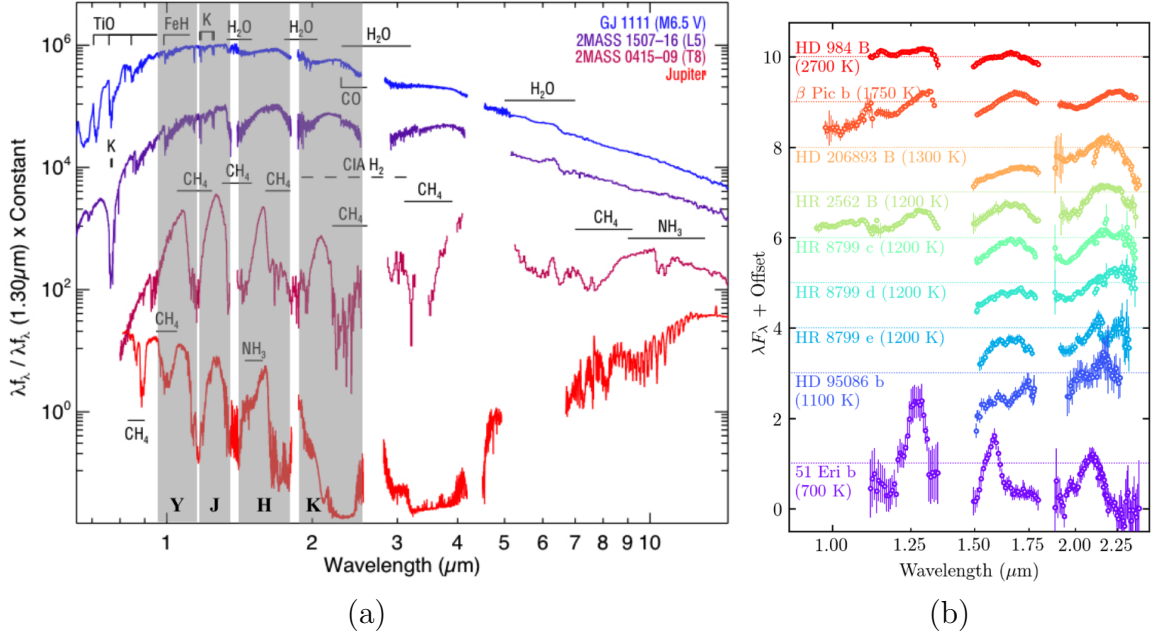 TiO
K
FeH
K
H₂O
H₂O
H₂O
CO
H₂O
K
CH₄
CH₄
CH₄
CIA H₂
CH₄
CH₄
CH₄
NH₃
CH₄
NH₃
CH₄
GJ 1111 (M6.5 V)
2MASS 1507–16 (L5)
2MASS 0415–09 (T8)
Jupiter
Y J H K
10⁶
10⁴
10²
10⁰
λf_λ / λf_λ (1.30μm) x Constant
1 2 3 4 5 6 7 8 9 10
Wavelength (μm)
(a)
HD 984 B
(2700 K)
β Pic b (1750 K)
HD 206893 B (1300 K)
HR 2562 B (1200 K)
HR 8799 c (1200 K)
HR 8799 d (1200 K)
HR 8799 e (1200 K)
HD 95086 b
(1100 K)
51 Eri b
(700 K)
10
8
6
4
2
0
λF_λ + Offset
1.00 1.25 1.50 1.75 2.00 2.25
Wavelength (μm)
(b)